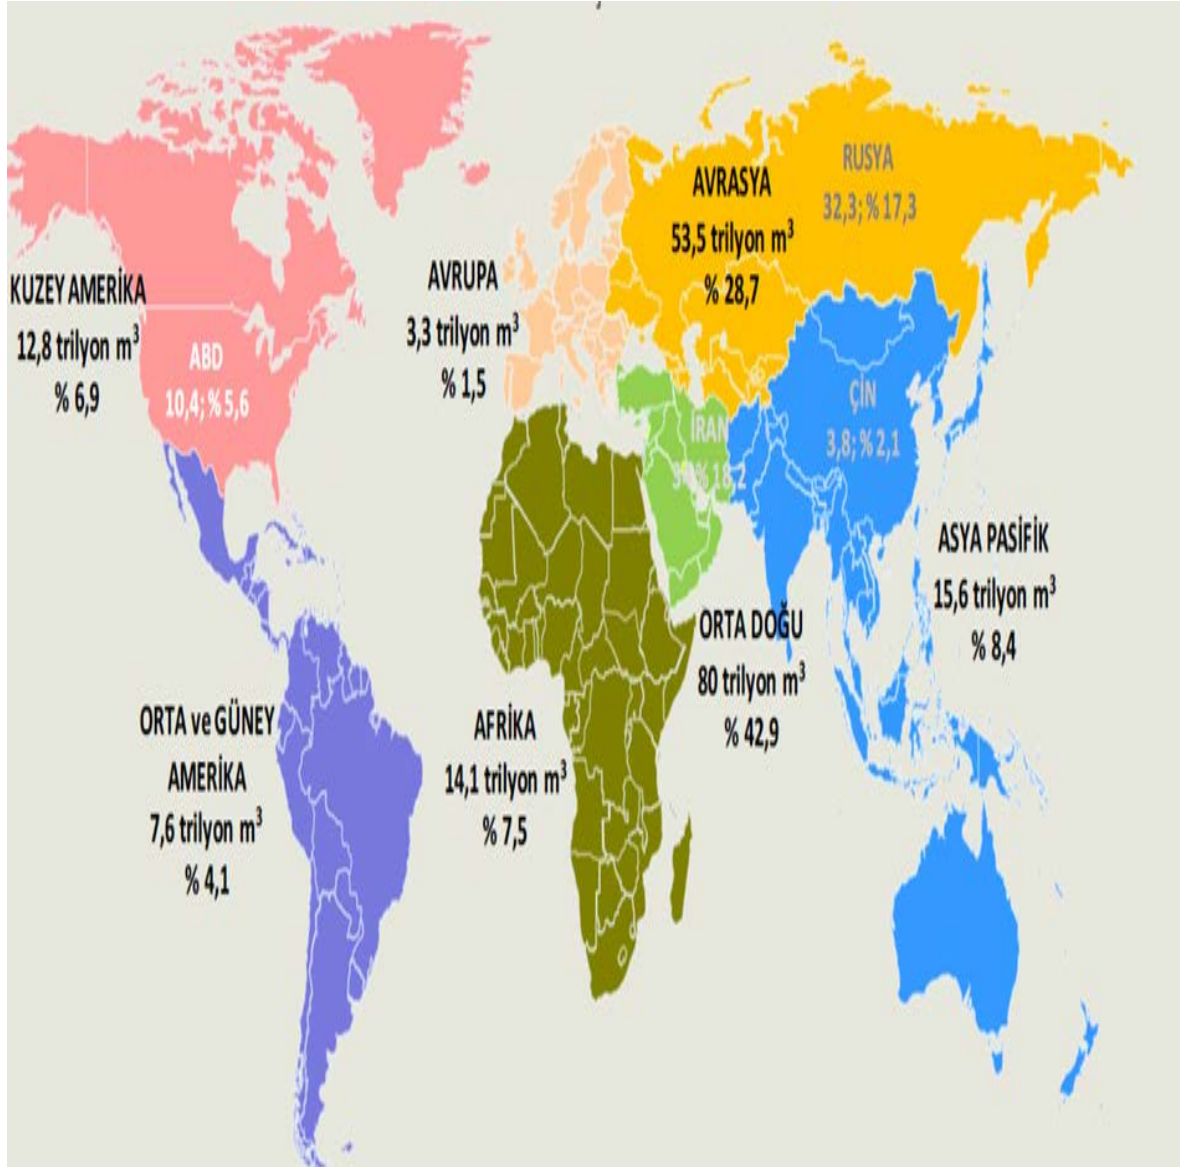 AVRASYA
53,5 trilyon m³
% 28,7
RUSYA
32,3; % 17,3
KUZEY AMERİKA
12,8 trilyon m³
% 6,9
ABD
10,4; % 5,6
AVRUPA
3,3 trilyon m³
% 1,5
İRAN
% 18,2
ÇİN
3,8; % 2,1
ASYA PASİFİK
15,6 trilyon m³
% 8,4
ORTA DOĞU
80 trilyon m³
% 42,9
ORTA ve GÜNEY
AMERİKA
7,6 trilyon m³
% 4,1
AFRİKA
14,1 trilyon m³
% 7,5